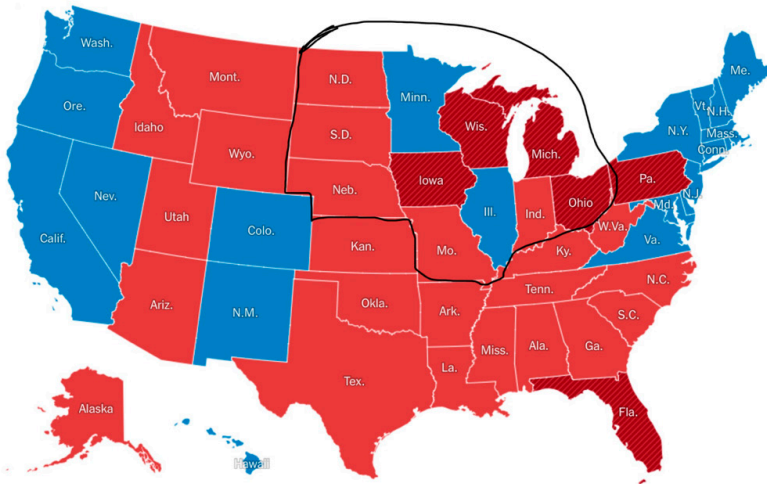 Wash.
Mont.
N.D.
Minn.
Me.
Ore.
Idaho
Wis.
Mich.
Vt.
N.H.
N.Y.
Mass.
Conn.
S.D.
Wyo.
Iowa
Pa.
N.J.
Neb.
Nev.
Utah
Ill.
Ind.
Ohio
Md.
W.Va.
Va.
Calif.
Colo.
Kan.
Mo.
Ky.
Ariz.
N.M.
Okla.
Ark.
Tenn.
N.C.
S.C.
Tex.
La.
Miss.
Ala.
Ga.
Fla.
Alaska
Hawaii